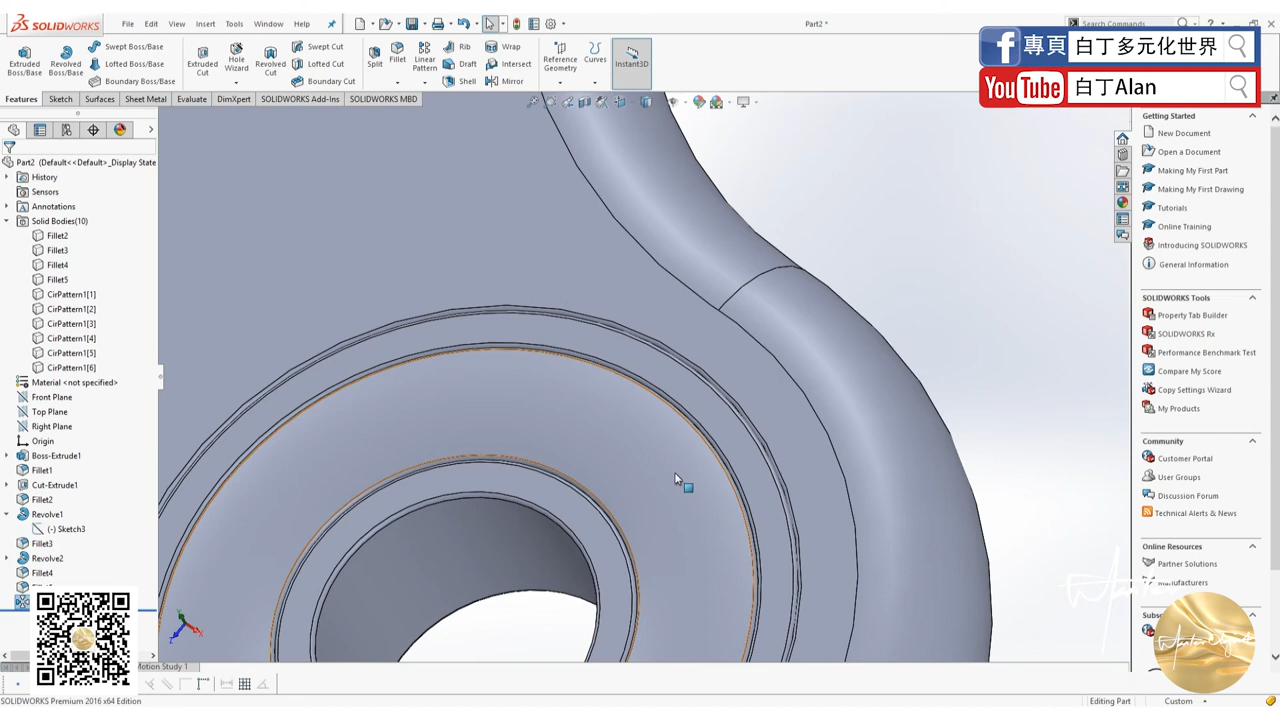 SOLIDWORKS
File Edit View Insert Tools Window Help
Part2 *
Search Commands
Extruded Boss/Base
Revolved Boss/Base
Swept Boss/Base
Lofted Boss/Base
Boundary Boss/Base
Extruded Cut
Hole Wizard
Revolved Cut
Swept Cut
Lofted Cut
Boundary Cut
Split
Fillet
Linear Pattern
Rib
Draft
Shell
Wrap
Intersect
Mirror
Reference Geometry
Curves
Instant3D
f 專頁 白丁多元化世界
YouTube 白丁Alan
Features Sketch Surfaces Sheet Metal Evaluate DimXpert SOLIDWORKS Add-Ins SOLIDWORKS MBD
Part2 (Default<<Default>_Display State
History
Sensors
Annotations
Solid Bodies(10)
Fillet2
Fillet3
Fillet4
Fillet5
CirPattern1[1]
CirPattern1[2]
CirPattern1[3]
CirPattern1[4]
CirPattern1[5]
CirPattern1[6]
Material <not specified>
Front Plane
Top Plane
Right Plane
Origin
Boss-Extrude1
Fillet1
Cut-Extrude1
Fillet2
Revolve1
(-) Sketch3
Fillet3
Revolve2
Fillet4
Getting Started
New Document
Open a Document
Making My First Part
Making My First Drawing
Tutorials
Online Training
Introducing SOLIDWORKS
General Information
SOLIDWORKS Tools
Property Tab Builder
SOLIDWORKS Rx
Performance Benchmark Test
Compare My Score
Copy Settings Wizard
My Products
Community
Customer Portal
User Groups
Discussion Forum
Technical Alerts & News
Online Resources
Partner Solutions
Manufacturers
Motion Study 1
SOLIDWORKS Premium 2016 x64 Edition
Editing Part
Custom